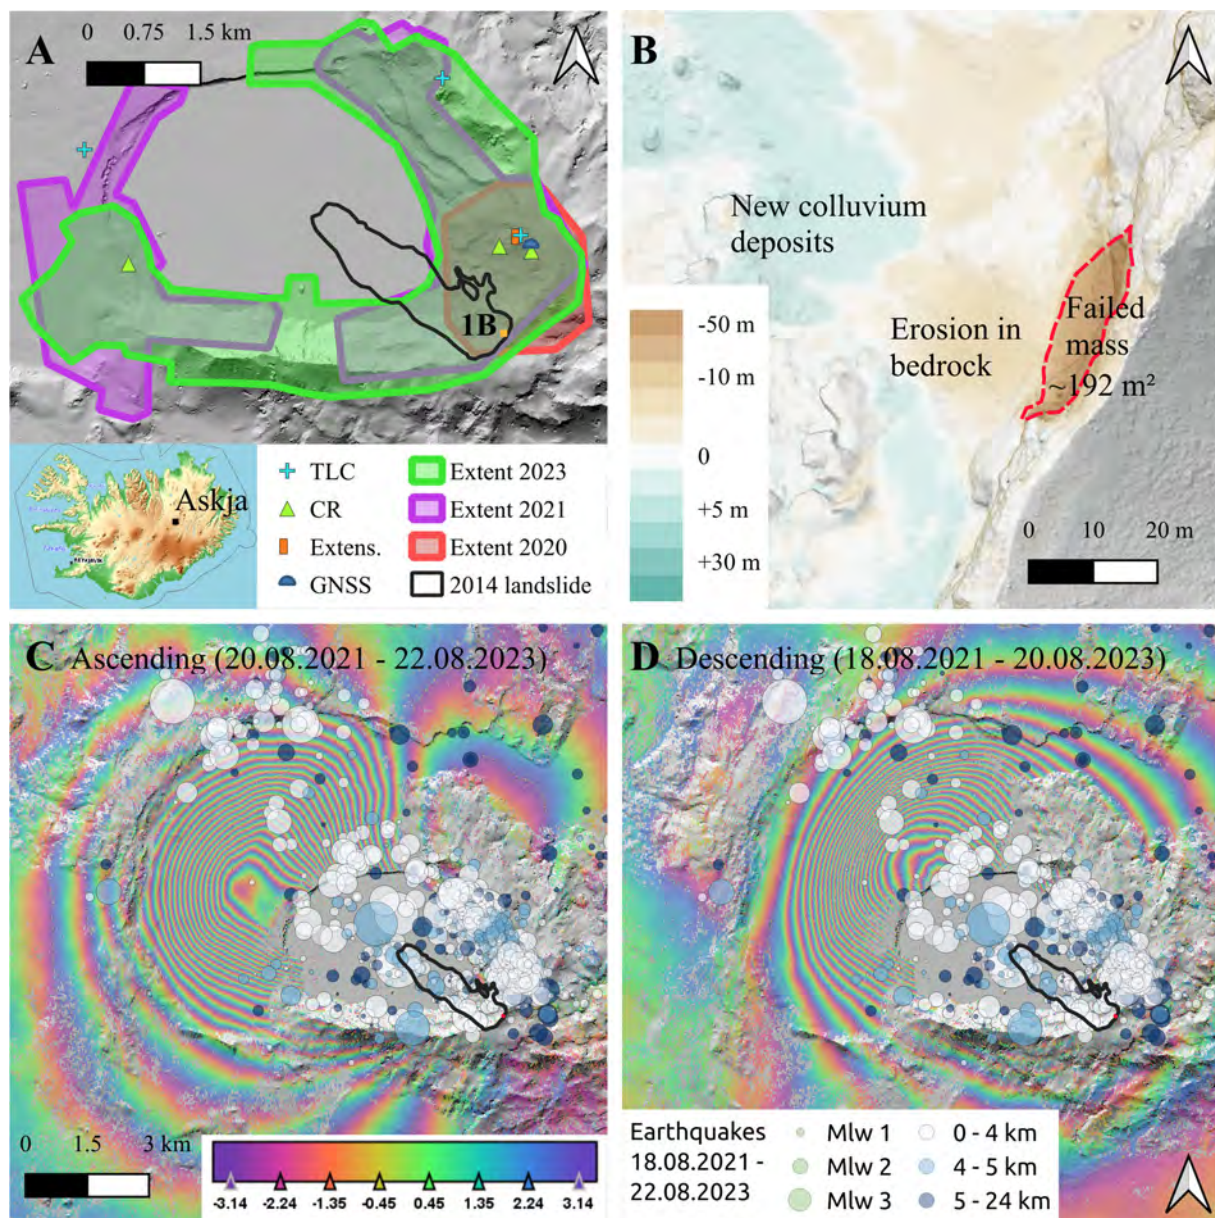 A
0 0.75 1.5 km
1B
Askja
TLC
CR
Extens.
GNSS
Extent 2023
Extent 2021
Extent 2020
2014 landslide
B
New colluvium
deposits
Erosion in
bedrock
Failed
mass
~192 m²
-50 m
-10 m
0
+5 m
+30 m
0 10 20 m
C Ascending (20.08.2021 - 22.08.2023)
0 1.5 3 km
-3.14 -2.24 -1.35 -0.45 0.45 1.35 2.24 3.14
D Descending (18.08.2021 - 20.08.2023)
Earthquakes
18.08.2021 -
22.08.2023
Mlw 1
Mlw 2
Mlw 3
0 - 4 km
4 - 5 km
5 - 24 km